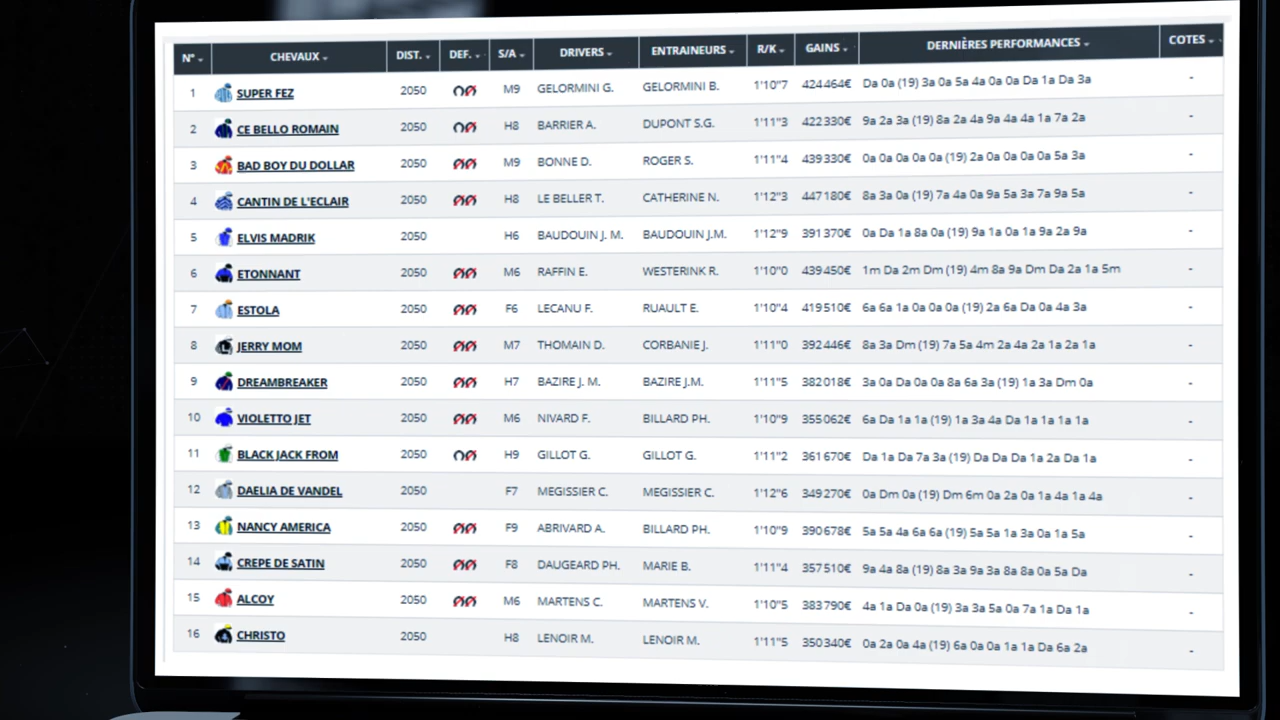 N° CHEVAUX DIST. DEF. S/A DRIVERS ENTRAINEURS R/K GAINS DERNIÈRES PERFORMANCES COTES
1 SUPER FEZ 2050 M9 GELORMINI G. GELORMINI B. 1'10"7 424464€ Da 0a (19) 3a 0a 5a 4a 0a 0a Da 1a Da 3a -
2 CE BELLO ROMAIN 2050 H8 BARRIER A. DUPONT S.G. 1'11"3 422330€ 9a 2a 3a (19) 8a 2a 4a 9a 4a 4a 1a 7a 2a -
3 BAD BOY DU DOLLAR 2050 M9 BONNE D. ROGER S. 1'11"4 439330€ 0a 0a 0a 0a 0a (19) 2a 0a 0a 0a 0a 5a 3a -
4 CANTIN DE L'ECLAIR 2050 H8 LE BELLER T. CATHERINE N. 1'12"3 447180€ 8a 3a 0a (19) 7a 4a 0a 9a 5a 3a 7a 9a 5a -
5 ELVIS MADRIK 2050 H6 BAUDOUIN J. M. BAUDOUIN J.M. 1'12"9 391370€ 0a Da 1a 8a 0a (19) 9a 1a 0a 1a 9a 2a 9a -
6 ETONNANT 2050 M6 RAFFIN E. WESTERINK R. 1'10"0 439450€ 1m Da 2m Dm (19) 4m 8a 9a Dm Da 2a 1a 5m -
7 ESTOLA 2050 F6 LECANU F. RUAULT E. 1'10"4 419510€ 6a 6a 1a 0a 0a 0a (19) 2a 6a Da 0a 4a 3a -
8 JERRY MOM 2050 M7 THOMAIN D. CORBANIE J. 1'11"0 392446€ 8a 3a Dm (19) 7a 5a 4m 2a 4a 2a 1a 2a 1a -
9 DREAMBREAKER 2050 H7 BAZIRE J. M. BAZIRE J.M. 1'11"5 382018€ 3a 0a Da 0a 0a 8a 6a 3a (19) 1a 3a Dm 0a -
10 VIOLETTO JET 2050 M6 NIVARD F. BILLARD PH. 1'10"9 355062€ 6a Da 1a 1a (19) 1a 3a 4a Da 1a 1a 1a 1a -
11 BLACK JACK FROM 2050 H9 GILLOT G. GILLOT G. 1'11"2 361670€ Da 1a Da 7a 3a (19) Da Da Da 1a 2a Da 1a -
12 DAELIA DE VANDEL 2050 F7 MEGISSIER C. MEGISSIER C. 1'12"6 349270€ 0a Dm 0a (19) Dm 6m 0a 2a 0a 1a 4a 1a 4a -
13 NANCY AMERICA 2050 F9 ABRIVARD A. BILLARD PH. 1'10"9 390678€ 5a 5a 4a 6a 6a (19) 5a 5a 1a 3a 0a 1a 5a -
14 CREPE DE SATIN 2050 F8 DAUGEARD PH. MARIE B. 1'11"4 357510€ 9a 4a 8a (19) 8a 3a 9a 3a 8a 8a 0a 5a Da -
15 ALCOY 2050 M6 MARTENS C. MARTENS V. 1'10"5 383790€ 4a 1a Da 0a (19) 3a 3a 5a 0a 7a 1a Da 1a -
16 CHRISTO 2050 H8 LENOIR M. LENOIR M. 1'11"5 350340€ 0a 2a 0a 4a (19) 6a 0a 0a 1a 1a Da 6a 2a -